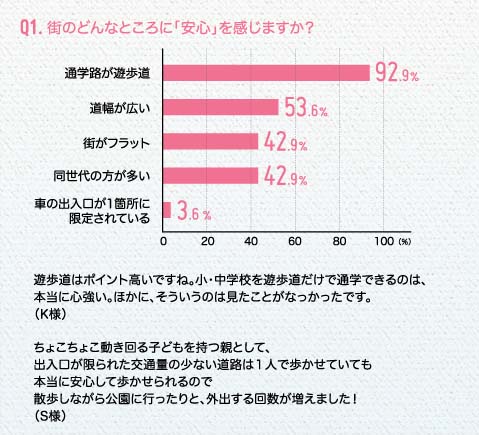 Q1. 街のどんなところに「安心」を感じますか？
通学路が遊歩道
92.9%
道幅が広い
53.6%
街がフラット
42.9%
同世代の方が多い
42.9%
車の出入口が1箇所に
限定されている
3.6%
0 20 40 60 80 100 (%)
遊歩道はポイント高いですね。小・中学校を遊歩道だけで通学できるのは、
本当に心強い。ほかに、そういうのは見たことがなっかったです。
（K様）
ちょこちょこ動き回る子どもを持つ親として、
出入口が限られた交通量の少ない道路は1人で歩かせていても
本当に安心して歩かせられるので
散歩しながら公園に行ったりと、外出する回数が増えました！
（S様）